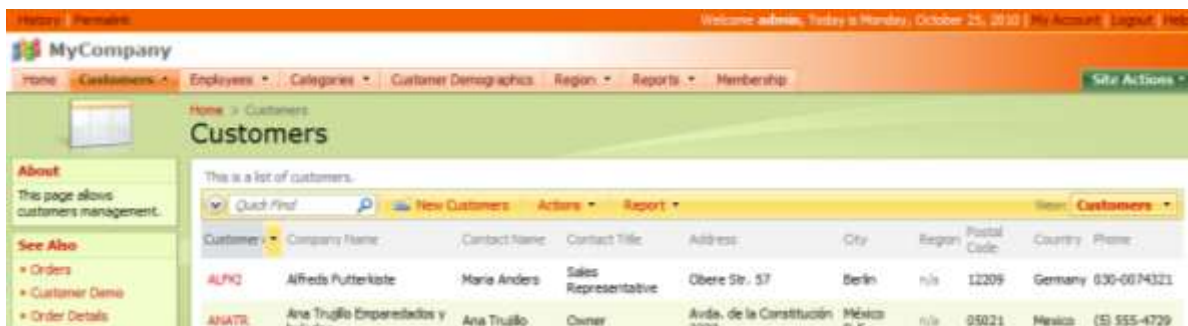 History | Permalink
Welcome admin, Today is Monday, October 25, 2010 | My Account | Logout | Help
MyCompany
Home Customers Employees Categories Customer Demographics Region Reports Membership Site Actions
Home > Customers
Customers
About
This page allows
customers management.
See Also
Orders
Customer Demo
Order Details
This is a list of customers.
Quick Find New Customers Actions Report View: Customers
Customer Company Name Contact Name Contact Title Address City Region Postal Code Country Phone
ALFKI Alfreds Futterkiste Maria Anders Sales Representative Obere Str. 57 Berlin n/a 12209 Germany 030-0074321
ANATR Ana Trujillo Emparedados y Ana Trujillo Owner Avda. de la Constitución México n/a 05021 Mexico (5) 555-4729